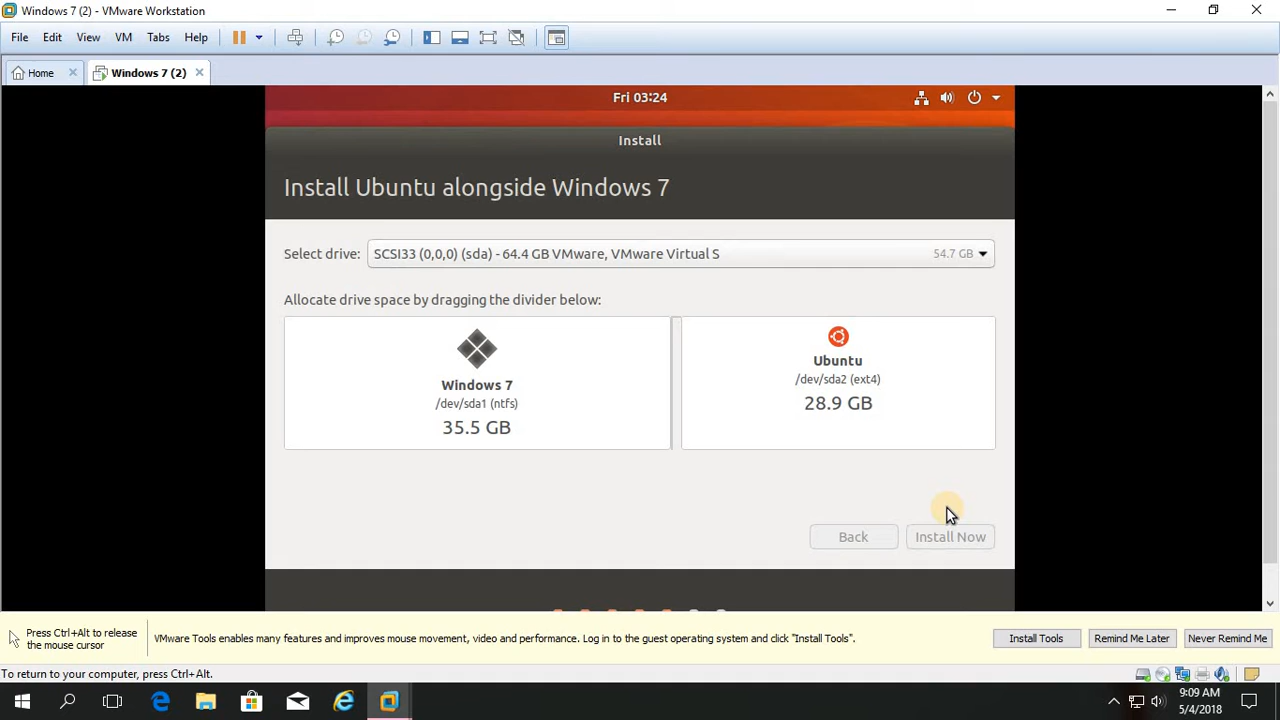 Windows 7 (2) - VMware Workstation
File Edit View VM Tabs Help
Home Windows 7 (2)
Fri 03:24
Install
Install Ubuntu alongside Windows 7
Select drive: SCSI33 (0,0,0) (sda) - 64.4 GB VMware, VMware Virtual S 54.7 GB
Allocate drive space by dragging the divider below:
Windows 7
/dev/sda1 (ntfs)
35.5 GB
Ubuntu
/dev/sda2 (ext4)
28.9 GB
Back Install Now
Press Ctrl+Alt to release
the mouse cursor
VMware Tools enables many features and improves mouse movement, video and performance. Log in to the guest operating system and click "Install Tools".
Install Tools Remind Me Later Never Remind Me
To return to your computer, press Ctrl+Alt.
9:09 AM
5/4/2018